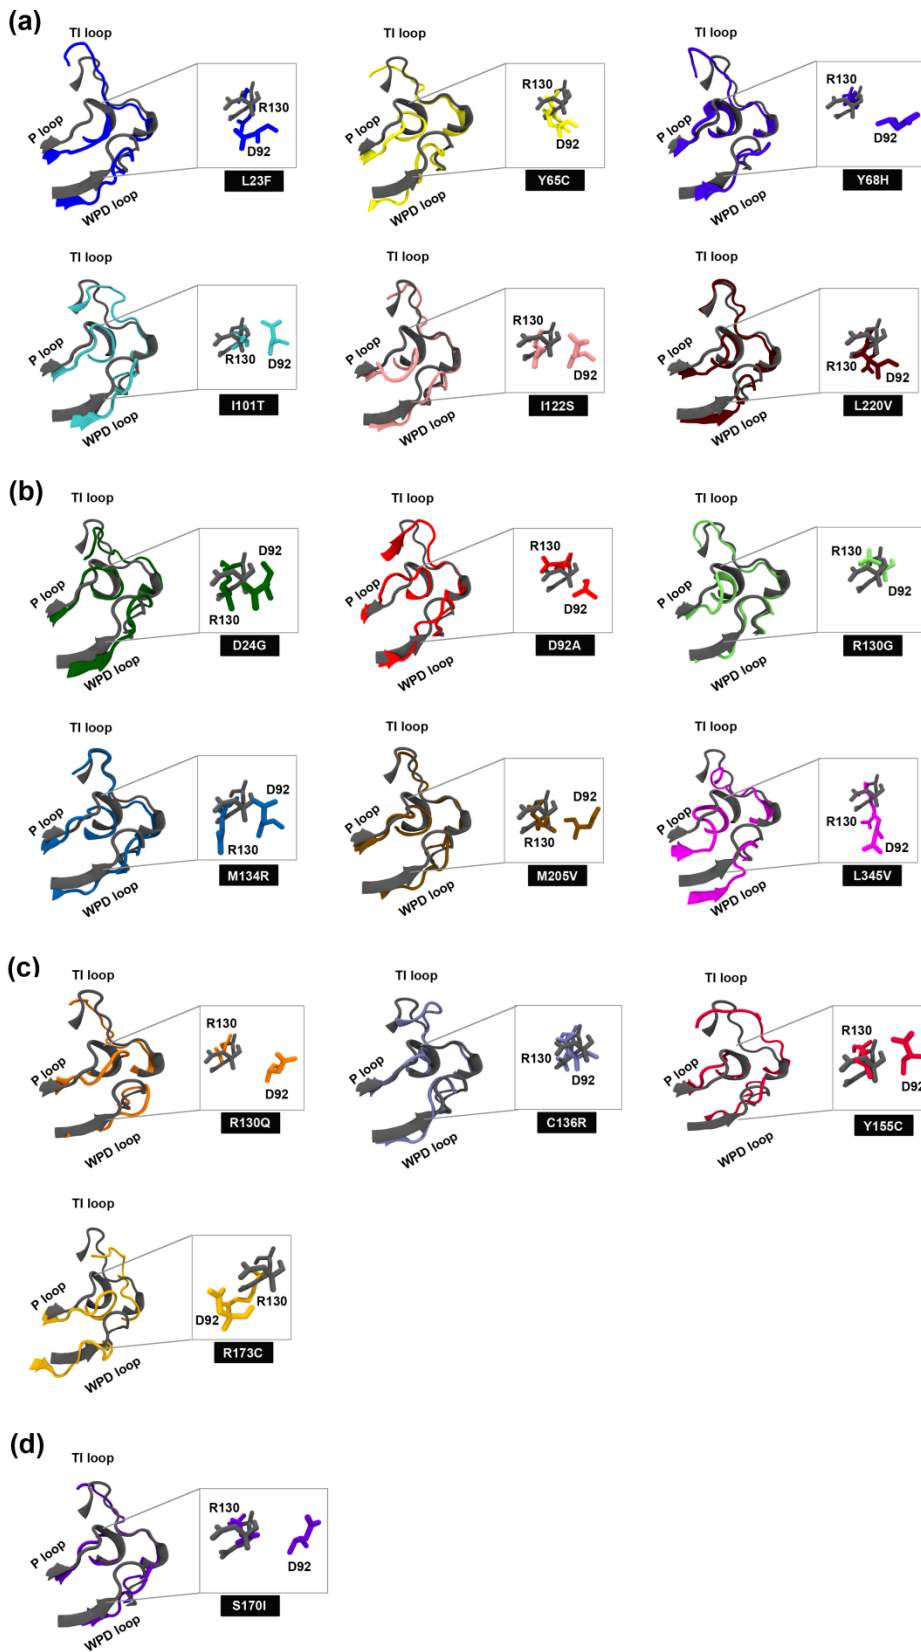 (a)
TI loop
P loop
WPD loop
R130
D92
L23F
TI loop
P loop
WPD loop
R130
D92
Y65C
TI loop
P loop
WPD loop
R130
D92
Y68H
TI loop
P loop
WPD loop
R130
D92
I101T
TI loop
P loop
WPD loop
R130
D92
I122S
TI loop
P loop
WPD loop
R130
D92
L220V
(b)
TI loop
P loop
WPD loop
D92
R130
D24G
TI loop
P loop
WPD loop
R130
D92
D92A
TI loop
P loop
WPD loop
R130
D92
R130G
TI loop
P loop
WPD loop
D92
R130
M134R
TI loop
P loop
WPD loop
D92
R130
M205V
TI loop
P loop
WPD loop
R130
D92
L345V
(c)
TI loop
P loop
WPD loop
R130
D92
R130Q
TI loop
P loop
WPD loop
R130
D92
C136R
TI loop
P loop
WPD loop
R130
D92
Y155C
TI loop
P loop
WPD loop
D92
R130
R173C
(d)
TI loop
P loop
WPD loop
R130
D92
S170I